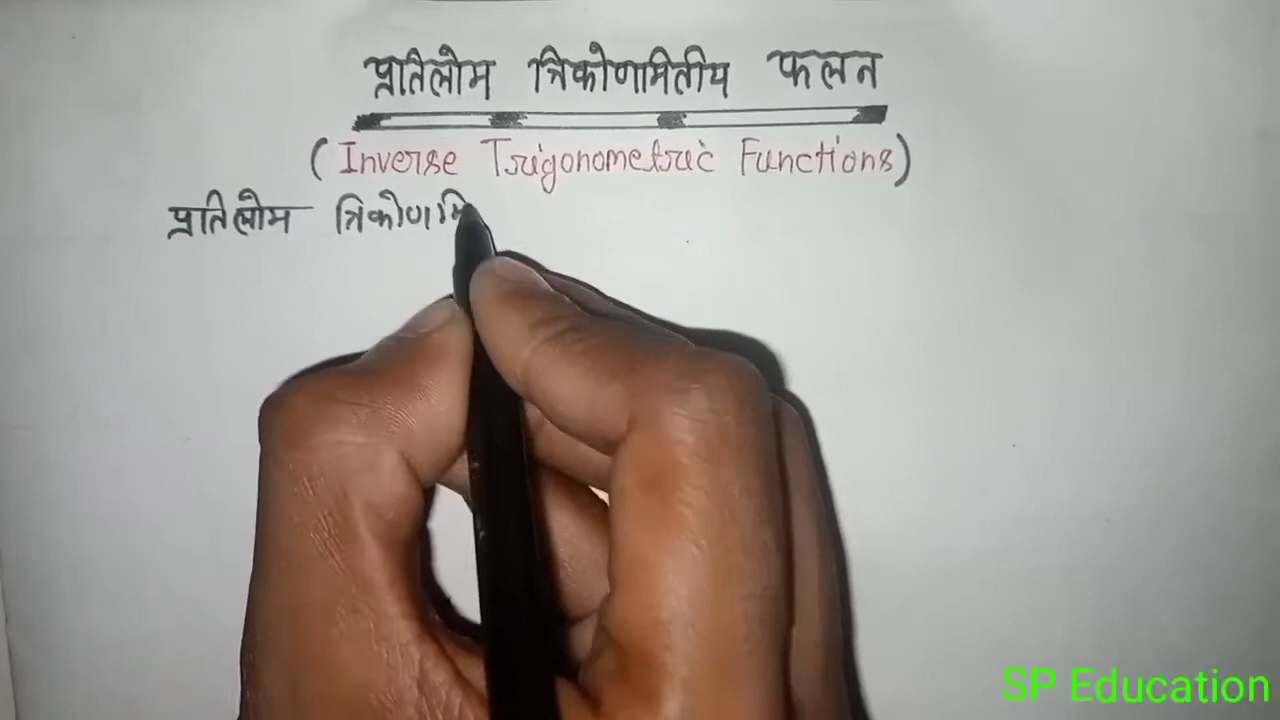 प्रतिलोम त्रिकोणमितीय फलन
(Inverse Trigonometric Functions)
प्रतिलोम त्रिकोणमि
SP Education